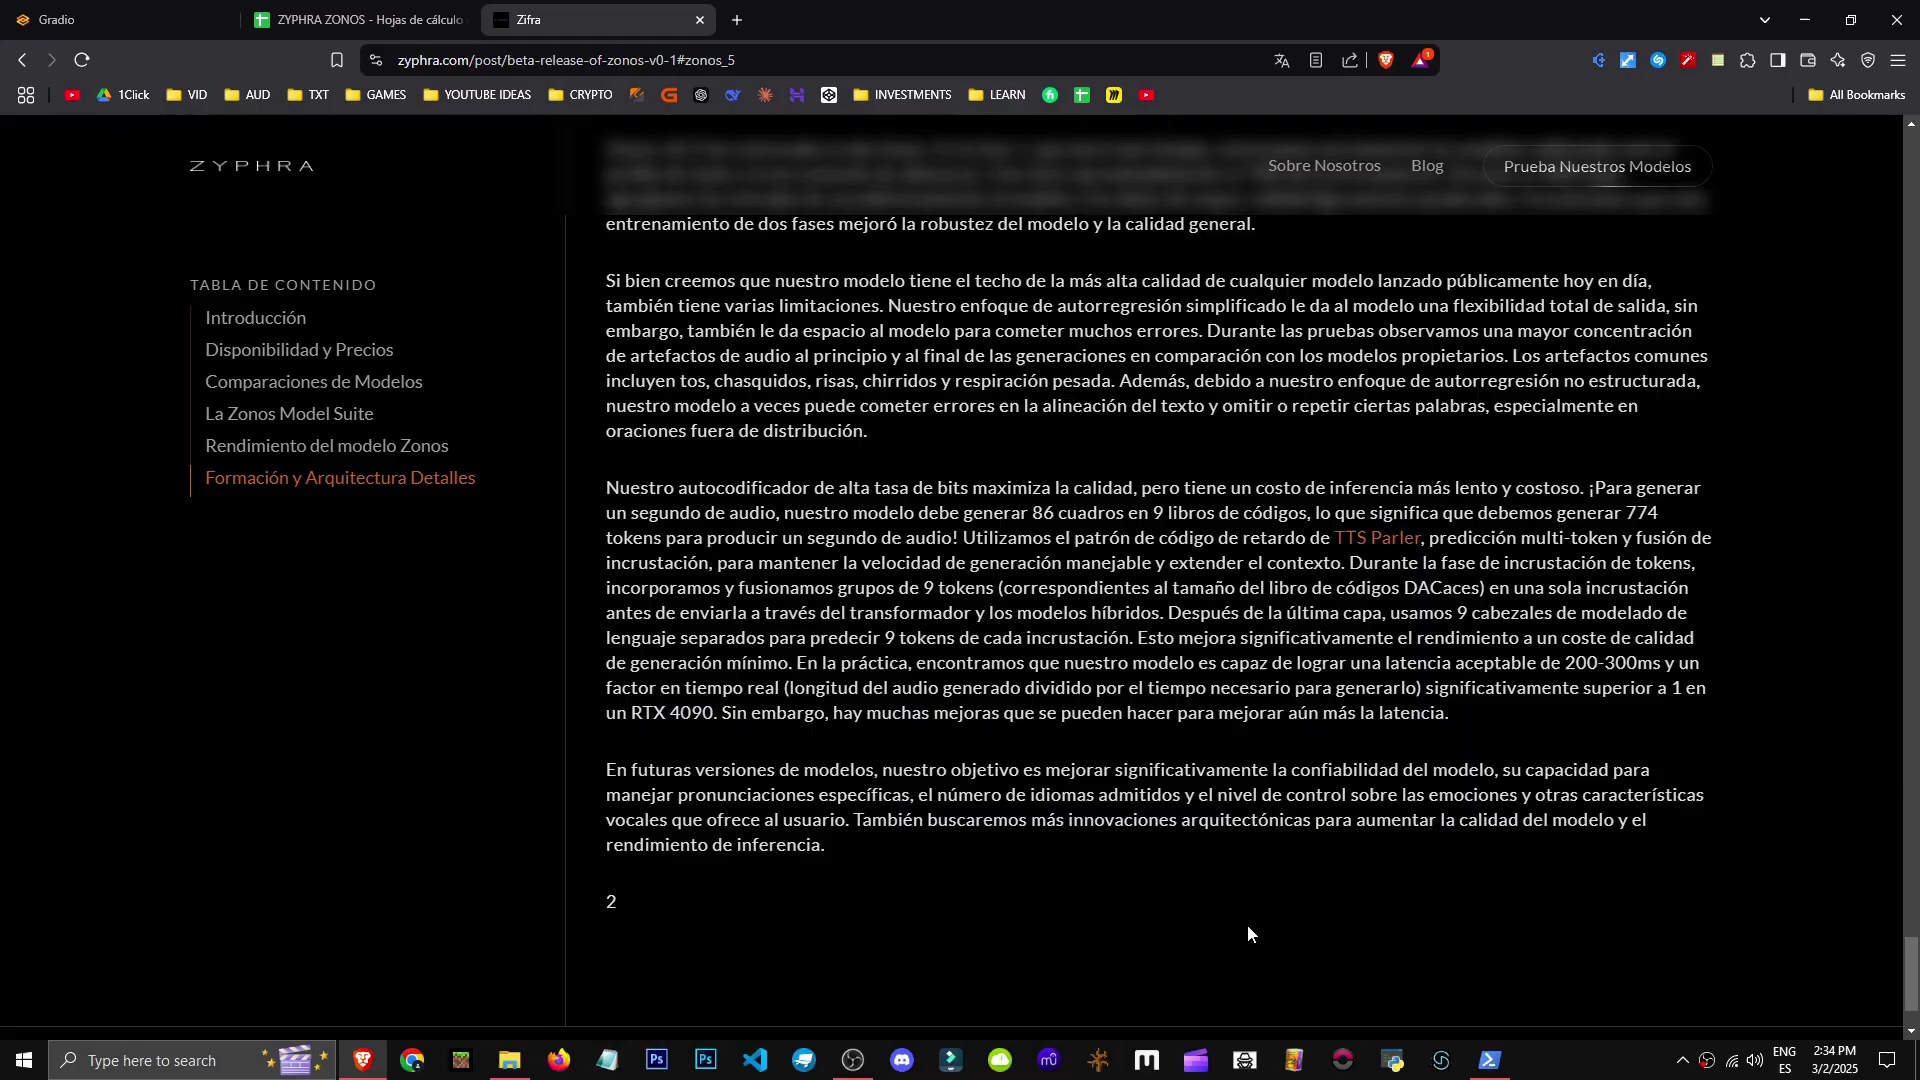 Gradio
ZYPHRA ZONOS - Hojas de cálculo
Zifra
zyphra.com/post/beta-release-of-zonos-v0-1#zonos_5
1
1Click
VID
AUD
TXT
GAMES
YOUTUBE IDEAS
CRYPTO
INVESTMENTS
LEARN
All Bookmarks
ZYPHRA
Sobre Nosotros
Blog
Prueba Nuestros Modelos
TABLA DE CONTENIDO
Introducción
Disponibilidad y Precios
Comparaciones de Modelos
La Zonos Model Suite
Rendimiento del modelo Zonos
Formación y Arquitectura Detalles
entrenamiento de dos fases mejoró la robustez del modelo y la calidad general.
Si bien creemos que nuestro modelo tiene el techo de la más alta calidad de cualquier modelo lanzado públicamente hoy en día,
también tiene varias limitaciones. Nuestro enfoque de autorregresión simplificado le da al modelo una flexibilidad total de salida, sin
embargo, también le da espacio al modelo para cometer muchos errores. Durante las pruebas observamos una mayor concentración
de artefactos de audio al principio y al final de las generaciones en comparación con los modelos propietarios. Los artefactos comunes
incluyen tos, chasquidos, risas, chirridos y respiración pesada. Además, debido a nuestro enfoque de autorregresión no estructurada,
nuestro modelo a veces puede cometer errores en la alineación del texto y omitir o repetir ciertas palabras, especialmente en
oraciones fuera de distribución.
Nuestro autocodificador de alta tasa de bits maximiza la calidad, pero tiene un costo de inferencia más lento y costoso. ¡Para generar
un segundo de audio, nuestro modelo debe generar 86 cuadros en 9 libros de códigos, lo que significa que debemos generar 774
tokens para producir un segundo de audio! Utilizamos el patrón de código de retardo de TTS Parler, predicción multi-token y fusión de
incrustación, para mantener la velocidad de generación manejable y extender el contexto. Durante la fase de incrustación de tokens,
incorporamos y fusionamos grupos de 9 tokens (correspondientes al tamaño del libro de códigos DACaces) en una sola incrustación
antes de enviarla a través del transformador y los modelos híbridos. Después de la última capa, usamos 9 cabezales de modelado de
lenguaje separados para predecir 9 tokens de cada incrustación. Esto mejora significativamente el rendimiento a un coste de calidad
de generación mínimo. En la práctica, encontramos que nuestro modelo es capaz de lograr una latencia aceptable de 200-300ms y un
factor en tiempo real (longitud del audio generado dividido por el tiempo necesario para generarlo) significativamente superior a 1 en
un RTX 4090. Sin embargo, hay muchas mejoras que se pueden hacer para mejorar aún más la latencia.
En futuras versiones de modelos, nuestro objetivo es mejorar significativamente la confiabilidad del modelo, su capacidad para
manejar pronunciaciones específicas, el número de idiomas admitidos y el nivel de control sobre las emociones y otras características
vocales que ofrece al usuario. También buscaremos más innovaciones arquitectónicas para aumentar la calidad del modelo y el
rendimiento de inferencia.
2
Type here to search
ENG
ES
2:34 PM
3/2/2025